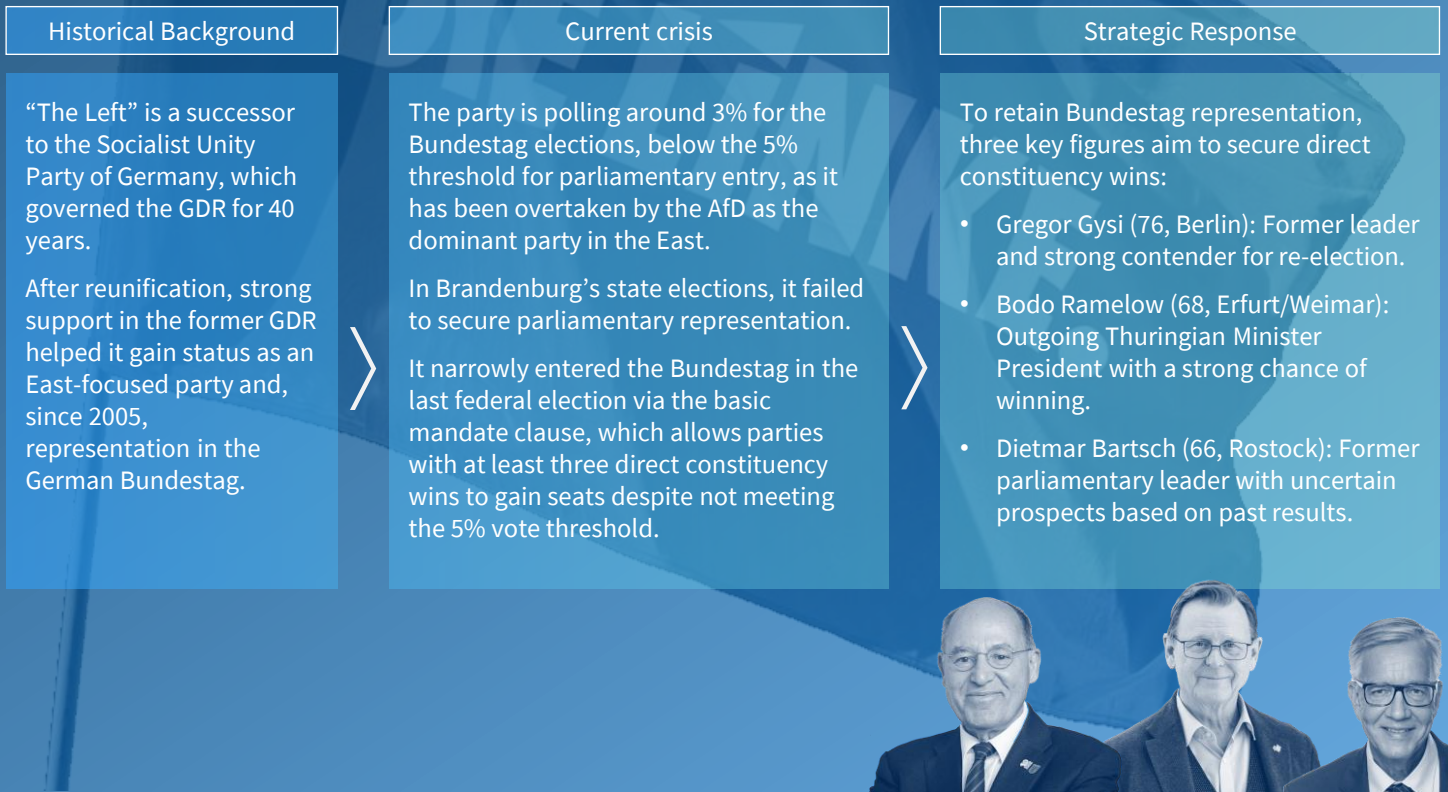 Historical Background
“The Left” is a successor
to the Socialist Unity
Party of Germany, which
governed the GDR for 40
years.
After reunification, strong
support in the former GDR
helped it gain status as an
East-focused party and,
since 2005,
representation in the
German Bundestag.
Current crisis
The party is polling around 3% for the
Bundestag elections, below the 5%
threshold for parliamentary entry, as it
has been overtaken by the AfD as the
dominant party in the East.
In Brandenburg’s state elections, it failed
to secure parliamentary representation.
It narrowly entered the Bundestag in the
last federal election via the basic
mandate clause, which allows parties
with at least three direct constituency
wins to gain seats despite not meeting
the 5% vote threshold.
Strategic Response
To retain Bundestag representation,
three key figures aim to secure direct
constituency wins:
• Gregor Gysi (76, Berlin): Former leader
and strong contender for re-election.
• Bodo Ramelow (68, Erfurt/Weimar):
Outgoing Thuringian Minister
President with a strong chance of
winning.
• Dietmar Bartsch (66, Rostock): Former
parliamentary leader with uncertain
prospects based on past results.
DIE LINKE.